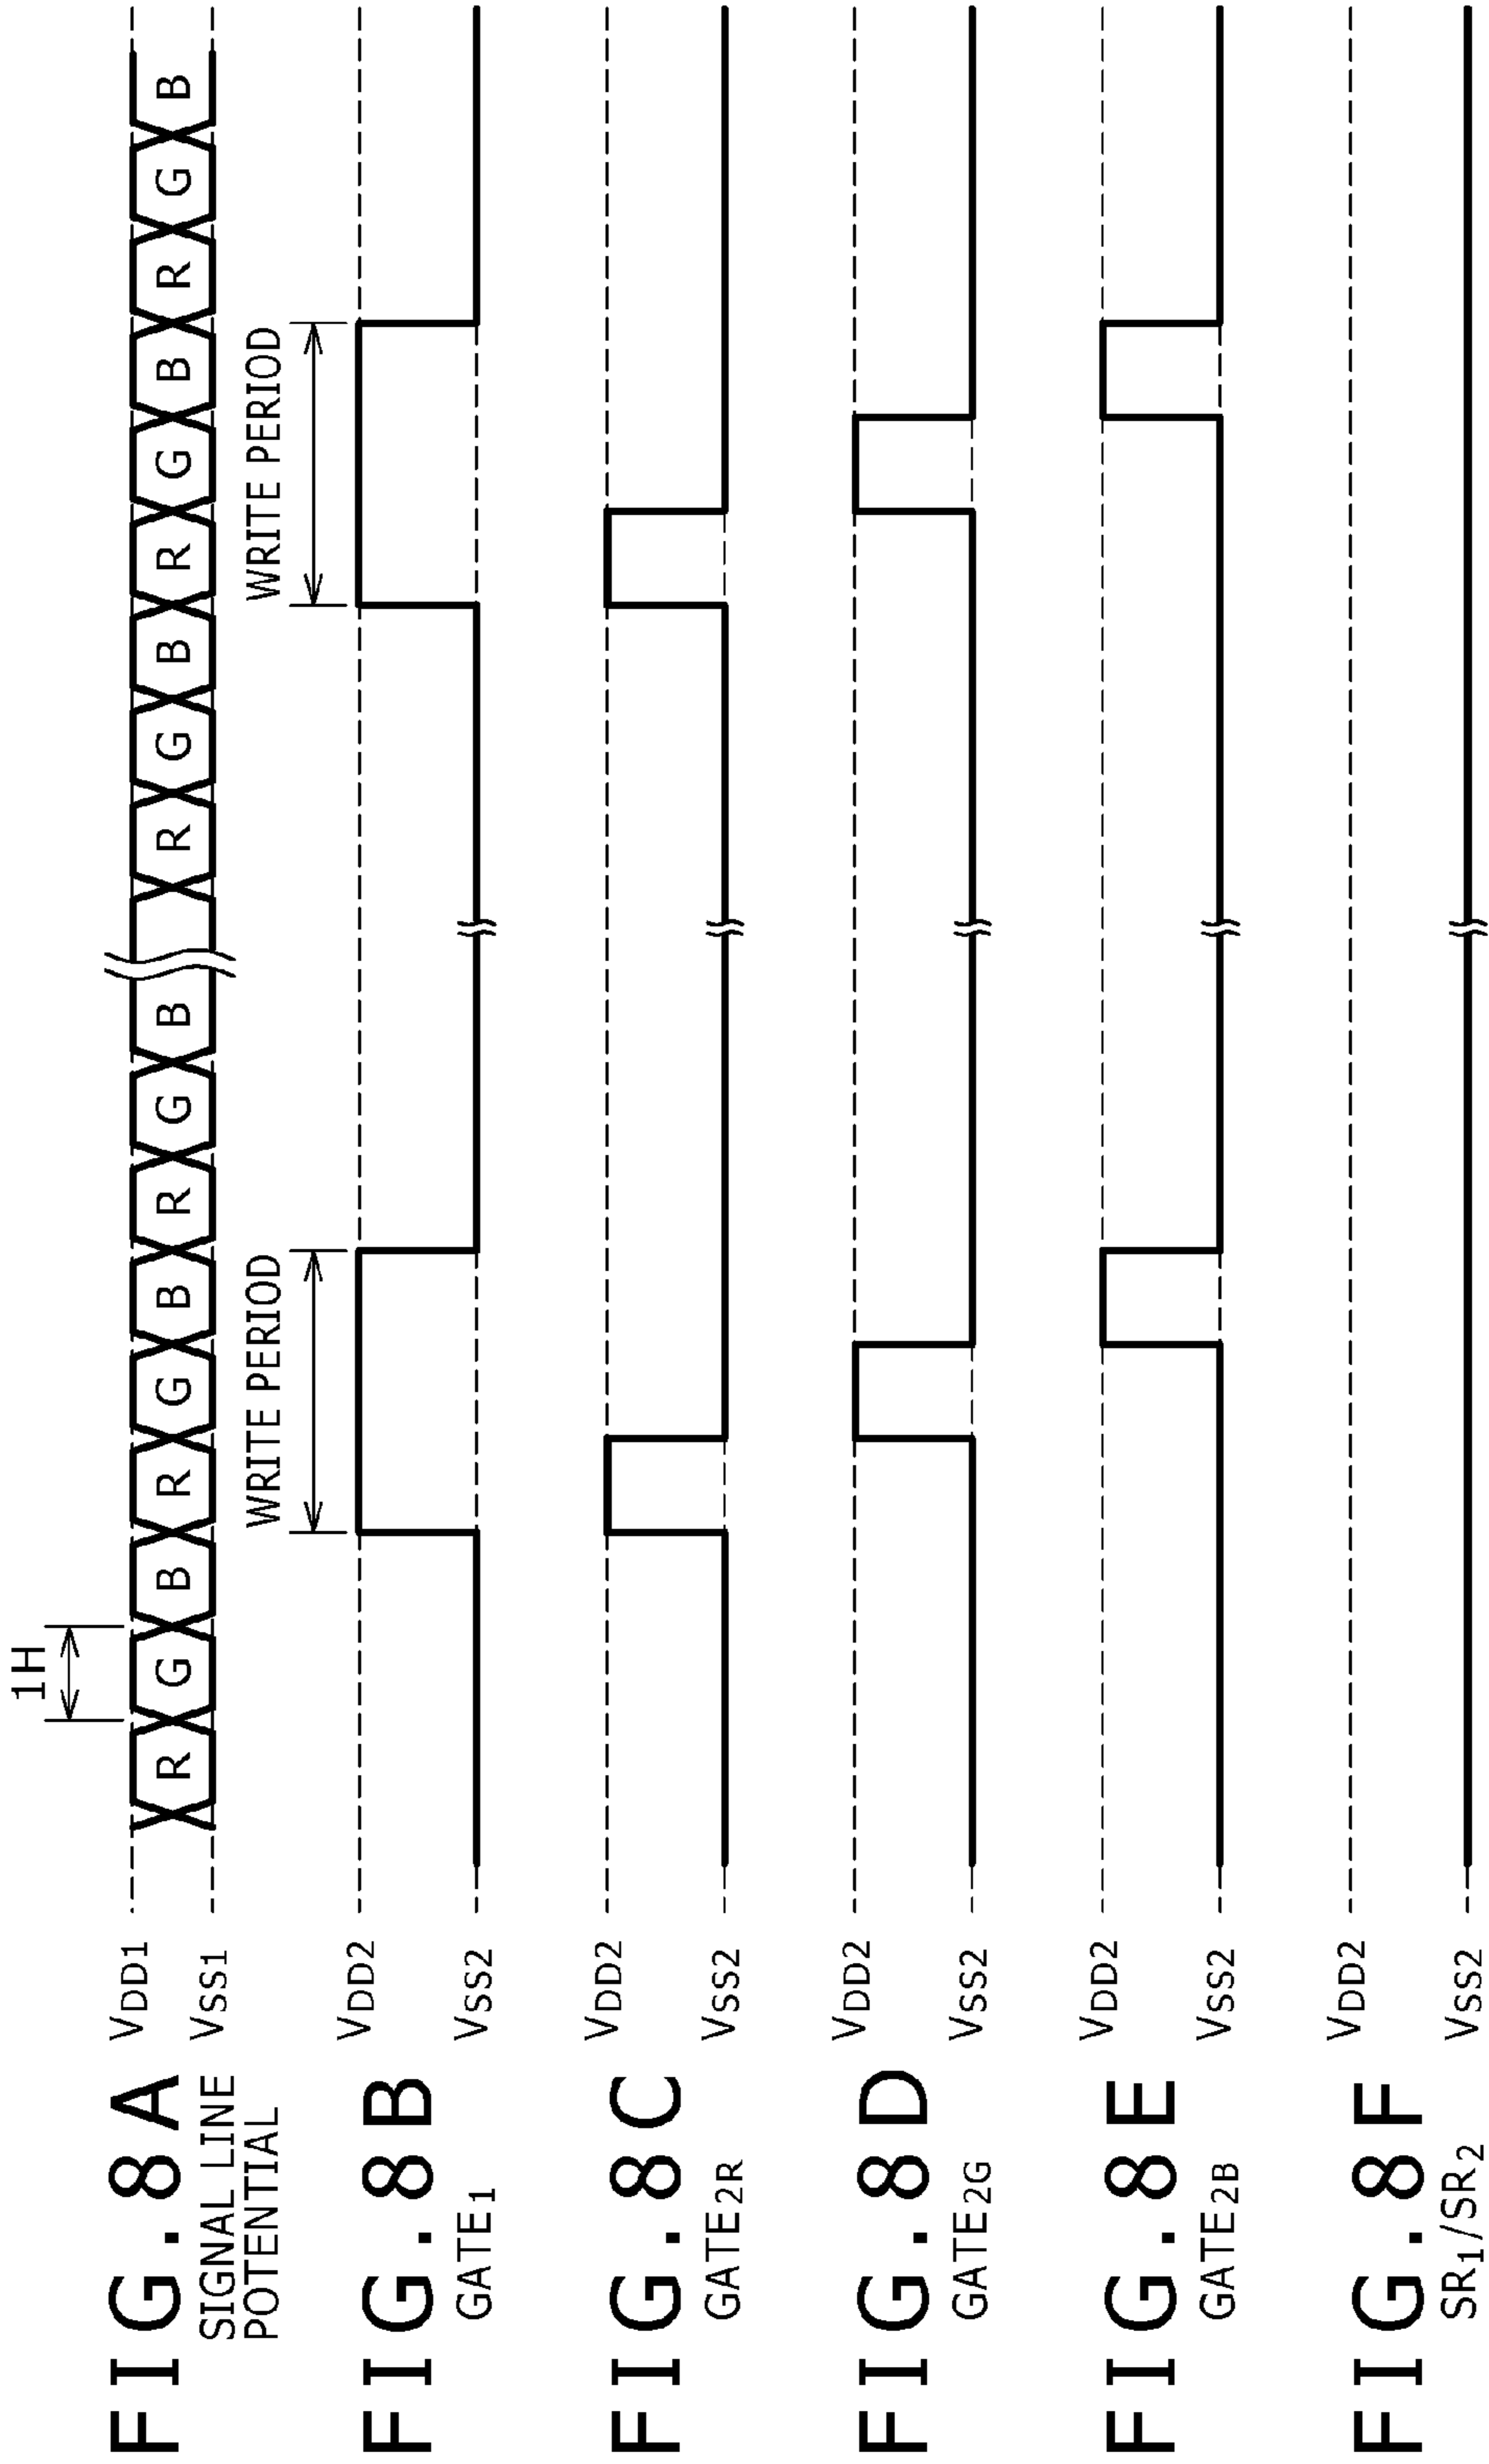 1H
FIG.8A
VDD1
R G B R G B R G B R G B R G B R G B
SIGNAL LINE
POTENTIAL
VSS1
WRITE PERIOD WRITE PERIOD
FIG.8B
VDD2
GATE1
VSS2
FIG.8C
VDD2
GATE2R
VSS2
FIG.8D
VDD2
GATE2G
VSS2
FIG.8E
VDD2
GATE2B
VSS2
FIG.8F
VDD2
SR1/SR2
VSS2